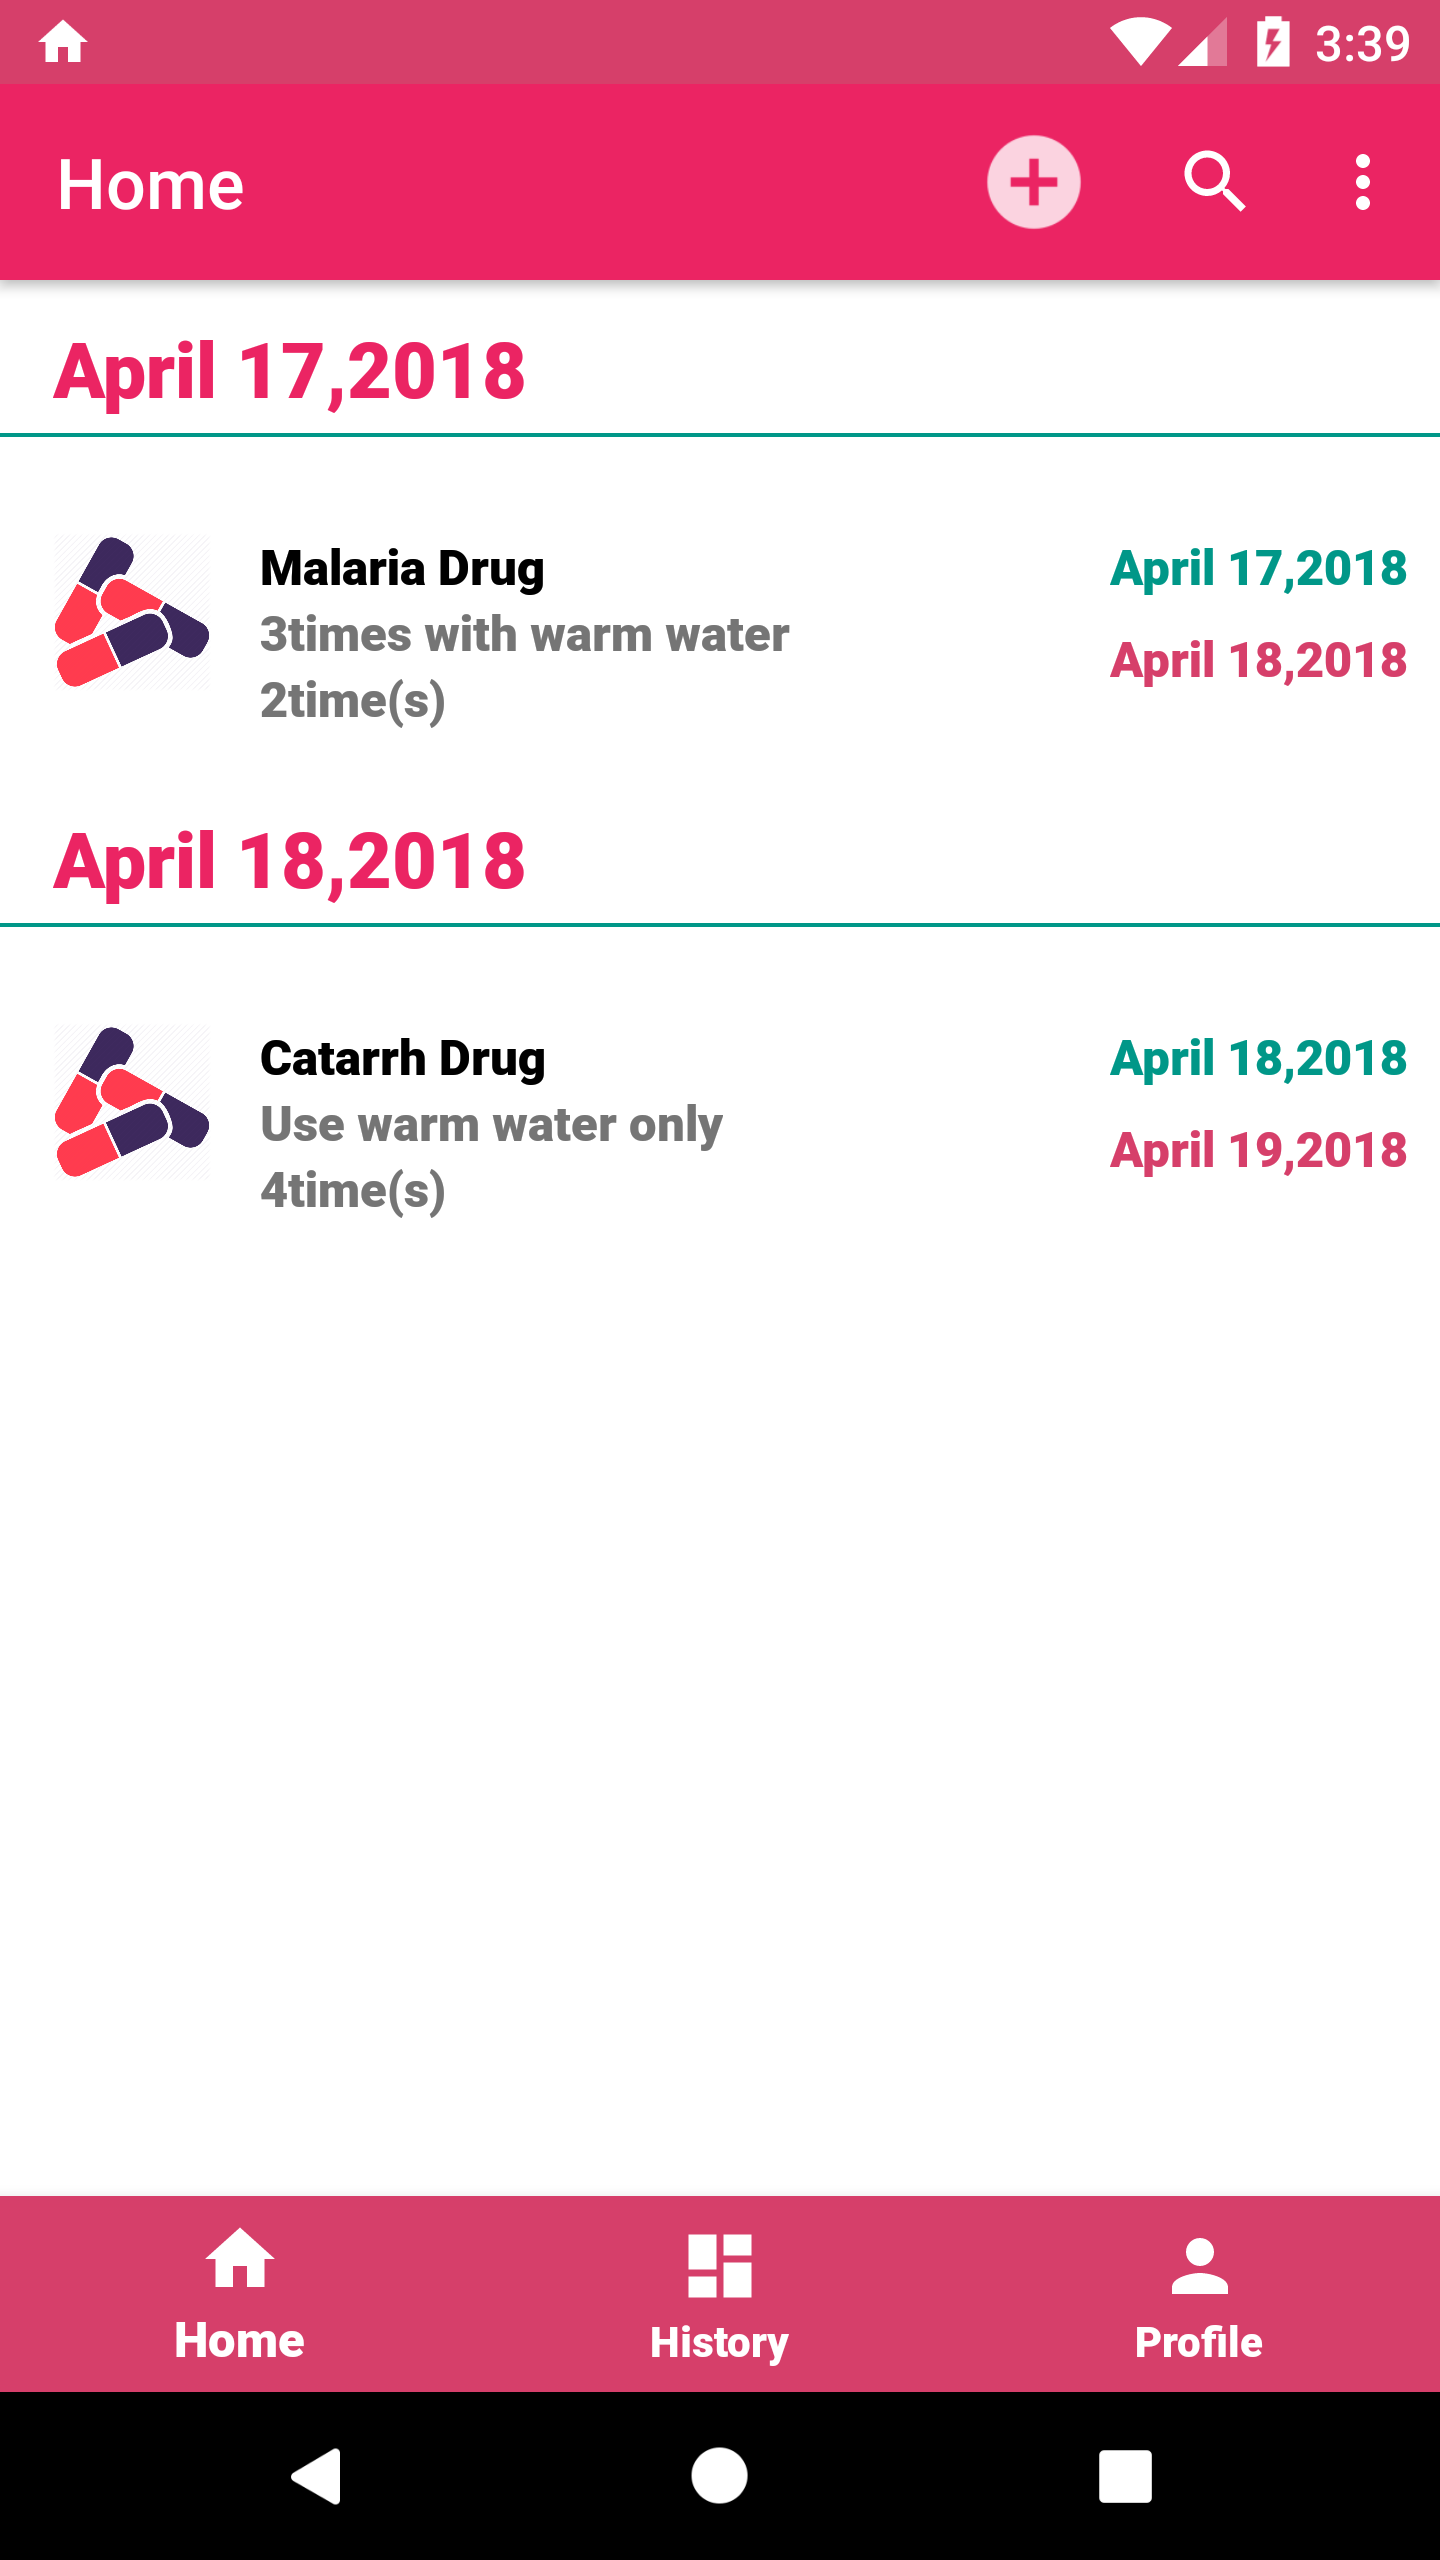 3:39
Home
April 17,2018
Malaria Drug
April 17,2018
3times with warm water
April 18,2018
2time(s)
April 18,2018
Catarrh Drug
April 18,2018
Use warm water only
April 19,2018
4time(s)
Home
History
Profile